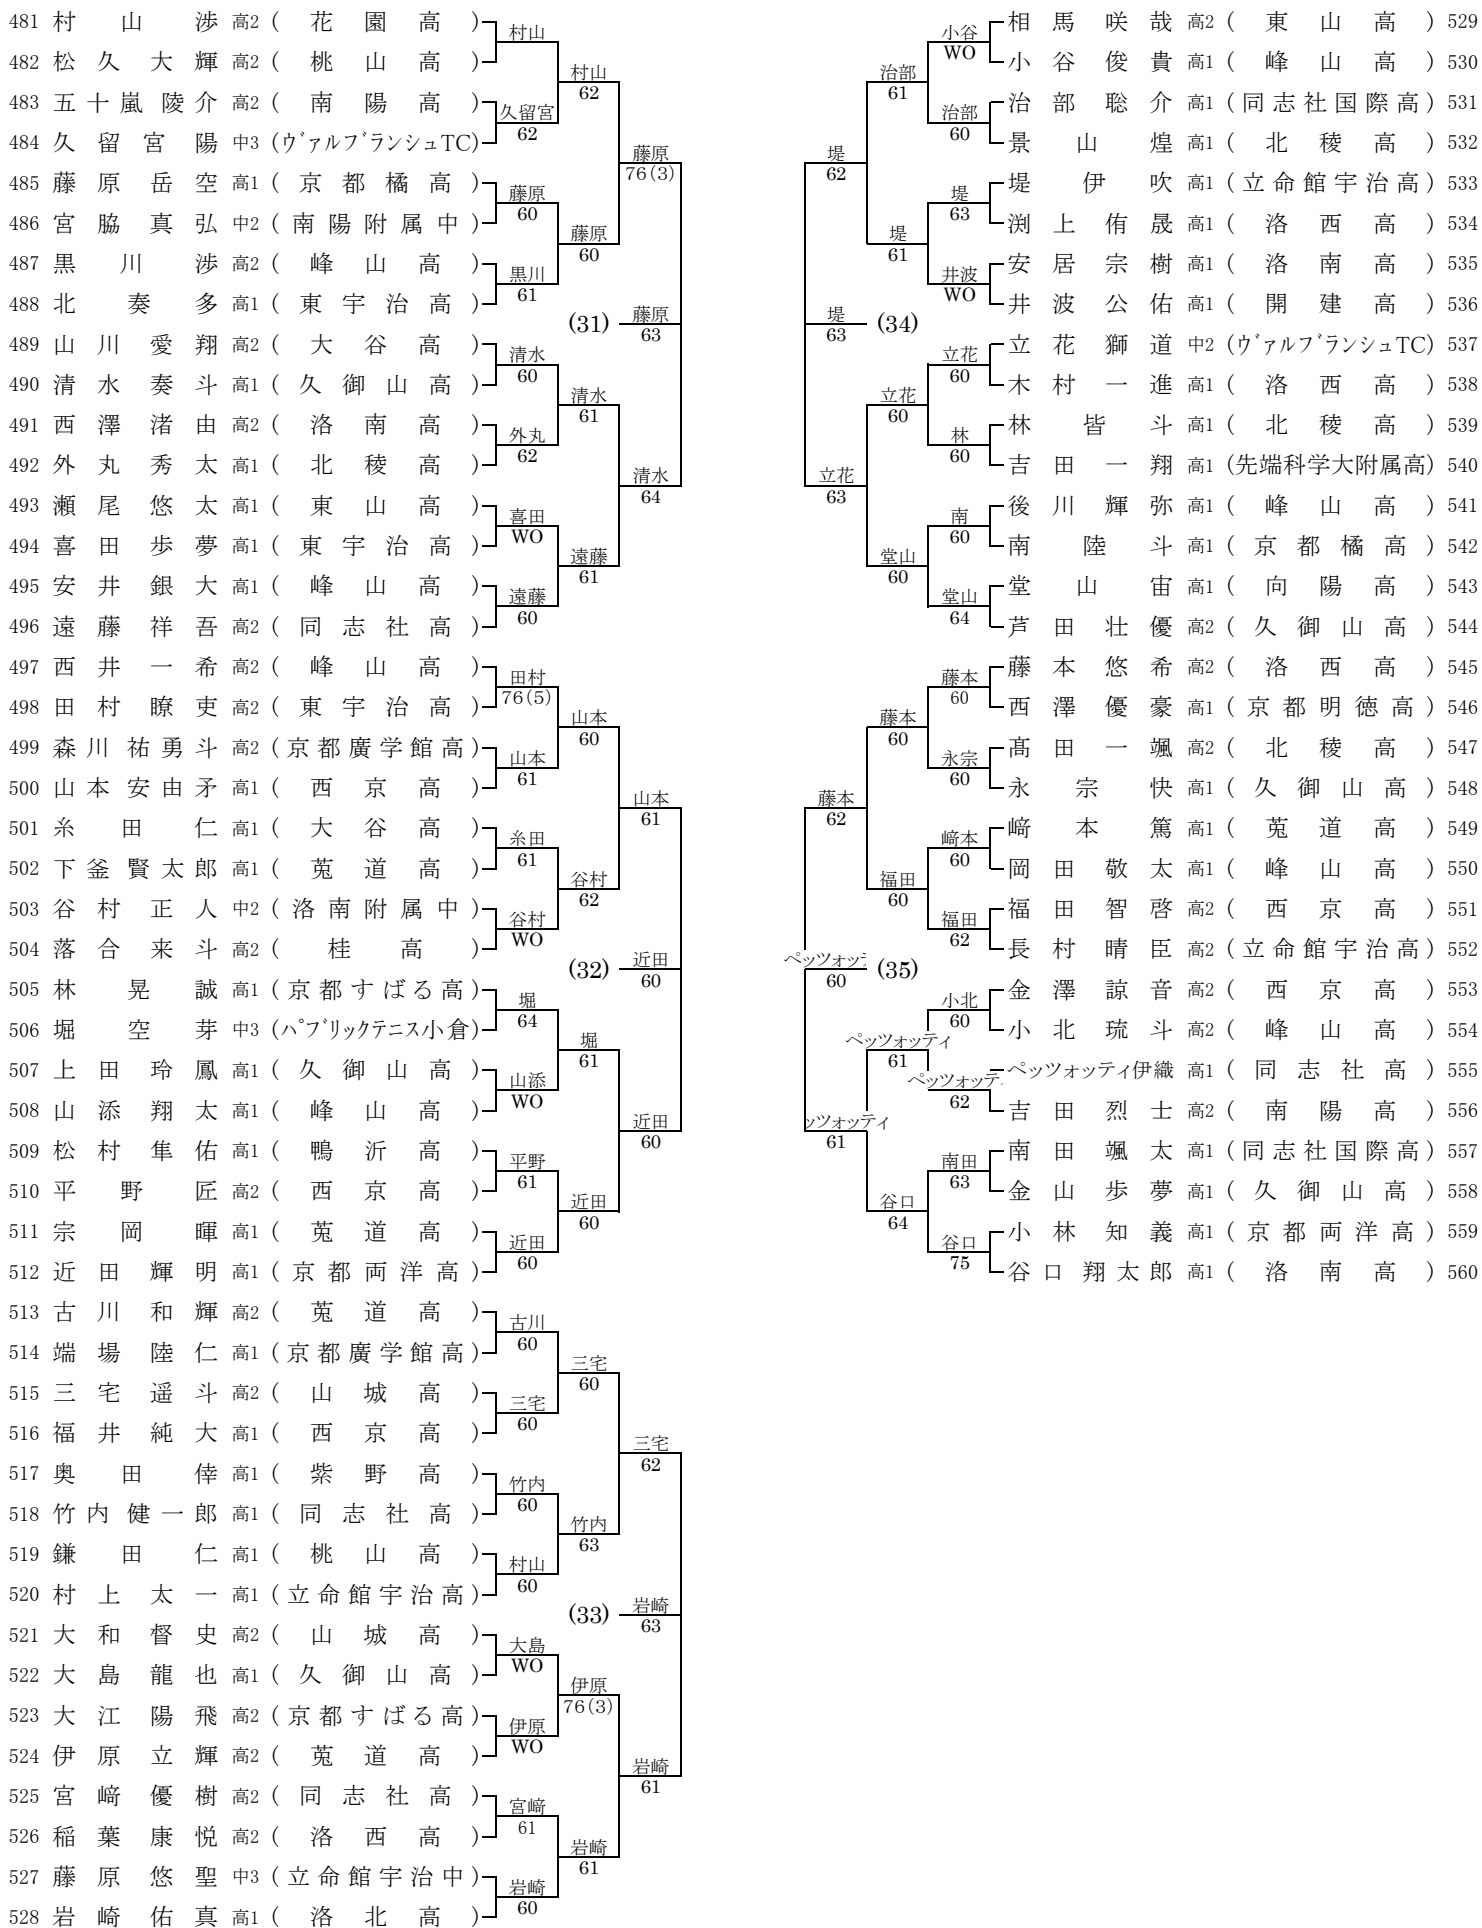 481 村山渉 高2 (花園高)
482 松久大輝 高2 (桃山高)
483 五十嵐陵介 高2 (南陽高)
484 久留宮陽 中3 (ヴァルブランシュTC)
485 藤原岳空 高1 (京都橘高)
486 宮脇真弘 中2 (南陽附属中)
487 黒川渉 高2 (峰山高)
488 北奏多 高1 (東宇治高)
489 山川愛翔 高2 (大谷高)
490 清水奏斗 高1 (久御山高)
491 西澤渚由 高2 (洛南高)
492 外丸秀太 高1 (北稜高)
493 瀬尾悠太 高1 (東山高)
494 喜田歩夢 高1 (東宇治高)
495 安井銀大 高1 (峰山高)
496 遠藤祥吾 高2 (同志社高)
村山
久留宮
62
藤原
60
黒川
61
清水
60
外丸
62
喜田
WO
遠藤
60
村山
62
藤原
60
清水
61
遠藤
61
藤原
76(3)
清水
64
(31)
藤原
63
497 西井一希 高2 (峰山高)
498 田村瞭吏 高2 (東宇治高)
499 森川祐勇斗 高2 (京都廣学館高)
500 山本安由矛 高1 (西京高)
501 糸田仁 高1 (大谷高)
502 下釜賢太郎 高1 (莵道高)
503 谷村正人 中2 (洛南附属中)
504 落合来斗 高2 (桂高)
505 林晃誠 高1 (京都すばる高)
506 堀空芽 中3 (パブリックテニス小倉)
507 上田玲鳳 高1 (久御山高)
508 山添翔太 高1 (峰山高)
509 松村隼佑 高1 (鴨沂高)
510 平野匠 高2 (西京高)
511 宗岡暉 高1 (莵道高)
512 近田輝明 高1 (京都両洋高)
田村
76(5)
山本
61
糸田
61
谷村
WO
堀
64
山添
WO
平野
61
近田
60
山本
60
谷村
62
堀
61
近田
60
山本
61
近田
60
(32)
近田
60
513 古川和輝 高2 (莵道高)
514 端場陸仁 高1 (京都廣学館高)
515 三宅遥斗 高2 (山城高)
516 福井純大 高1 (西京高)
517 奥田倖 高1 (紫野高)
518 竹内健一郎 高1 (同志社高)
519 鎌田仁 高1 (桃山高)
520 村上太一 高1 (立命館宇治高)
521 大和督史 高2 (山城高)
522 大島龍也 高1 (久御山高)
523 大江陽飛 高2 (京都すばる高)
524 伊原立輝 高2 (莵道高)
525 宮﨑優樹 高2 (同志社高)
526 稲葉康悦 高2 (洛西高)
527 藤原悠聖 中3 (立命館宇治中)
528 岩崎佑真 高1 (洛北高)
古川
60
三宅
60
竹内
60
村山
60
大島
WO
伊原
WO
宮﨑
61
岩崎
60
三宅
60
竹内
63
伊原
76(3)
岩崎
61
三宅
62
岩崎
61
(33)
岩崎
63
相馬咲哉 高2 (東山高) 529
小谷俊貴 高1 (峰山高) 530
治部聡介 高1 (同志社国際高) 531
景山煌 高1 (北稜高) 532
堤伊吹 高1 (立命館宇治高) 533
渕上侑晟 高1 (洛西高) 534
安居宗樹 高1 (洛南高) 535
井波公佑 高1 (開建高) 536
立花獅道 中2 (ヴァルブランシュTC) 537
木村一進 高1 (洛西高) 538
林皆斗 高1 (北稜高) 539
吉田一翔 高1 (先端科学大附属高) 540
後川輝弥 高1 (峰山高) 541
南陸斗 高1 (京都橘高) 542
堂山宙 高1 (向陽高) 543
芦田壮優 高2 (久御山高) 544
小谷
WO
治部
60
堤
63
井波
WO
立花
60
林
60
南
60
堂山
64
治部
61
堤
61
立花
60
堂山
60
堤
62
立花
63
堤
63
(34)
藤本悠希 高2 (洛西高) 545
西澤優豪 高1 (京都明徳高) 546
髙田一颯 高2 (北稜高) 547
永宗快 高1 (久御山高) 548
﨑本篤 高1 (莵道高) 549
岡田敬太 高1 (峰山高) 550
福田智啓 高2 (西京高) 551
長村晴臣 高2 (立命館宇治高) 552
金澤諒音 高2 (西京高) 553
小北琉斗 高2 (峰山高) 554
ペッツォッティ伊織 高1 (同志社高) 555
吉田烈士 高2 (南陽高) 556
南田颯太 高1 (同志社国際高) 557
金山歩夢 高1 (久御山高) 558
小林知義 高1 (京都両洋高) 559
谷口翔太郎 高1 (洛南高) 560
藤本
60
永宗
60
﨑本
60
福田
62
小北
60
ペッツォッテ
62
南田
63
谷口
75
藤本
60
福田
60
ペッツォッティ
61
谷口
64
藤本
62
ッツォッティ
61
ペッツォッラ
60
(35)